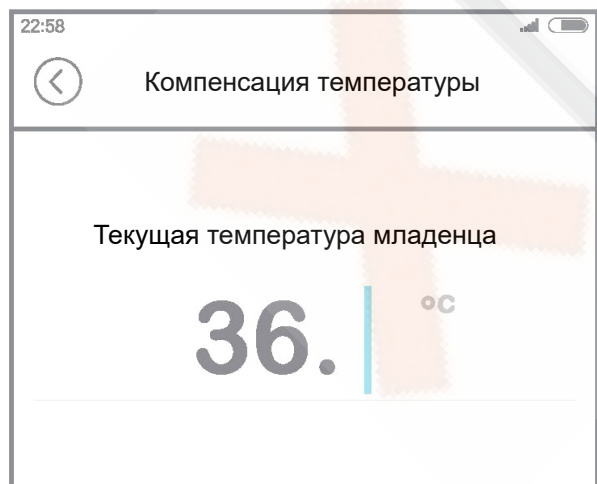 22:58
Компенсация температуры
Текущая температура младенца
36. °C